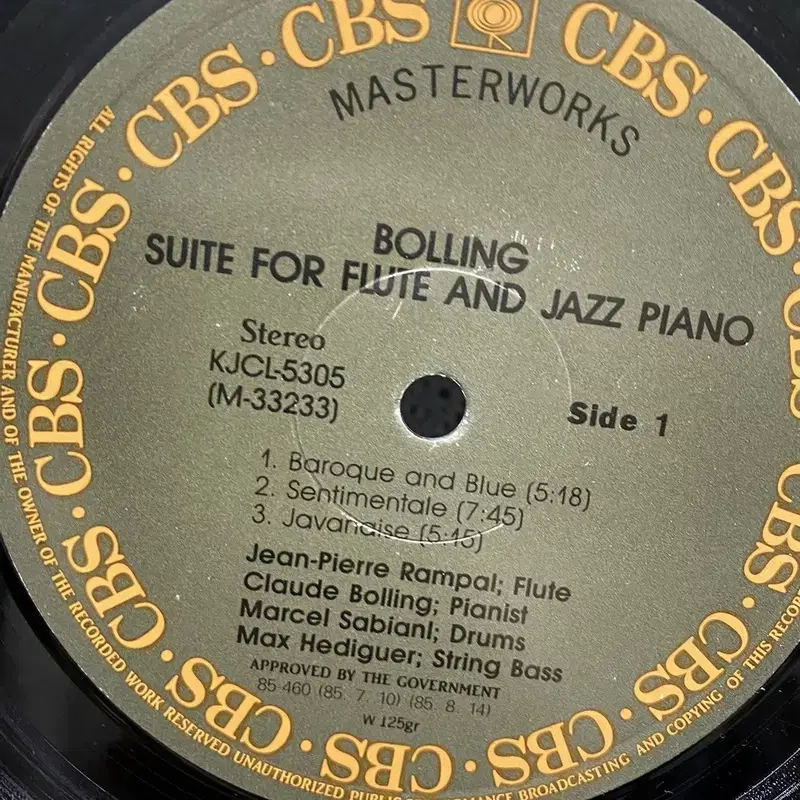 CBS · CBS · CBS · CBS · CBS · CBS · CBS · CBS · CBS · CBS · CBS · CBS
MASTERWORKS
BOLLING
SUITE FOR FLUTE AND JAZZ PIANO
Stereo
KJCL-5305
(M-33233)
Side 1
1. Baroque and Blue (5:18)
2. Sentimentale (7:45)
3. Javanaise (5:15)
Jean-Pierre Rampal; Flute
Claude Bolling; Pianist
Marcel Sabianl; Drums
Max Hediguer; String Bass
APPROVED BY THE GOVERNMENT
85-460 (85. 7. 10) (85. 8. 14)
W 125gr
ALL RIGHTS OF THE MANUFACTURER AND OF THE OWNER OF THE RECORDED WORK RESERVED UNAUTHORIZED PERFORMANCE BROADCASTING AND COPYING OF THIS RECORD